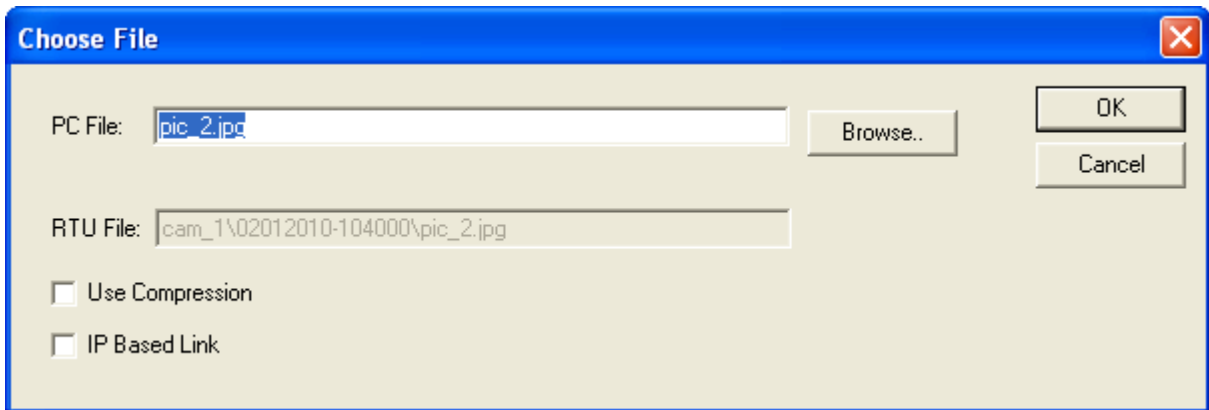 Choose File
PC File: pic_2.jpg Browse.. OK
Cancel
RTU File: cam_1\02012010-104000\pic_2.jpg
Use Compression
IP Based Link